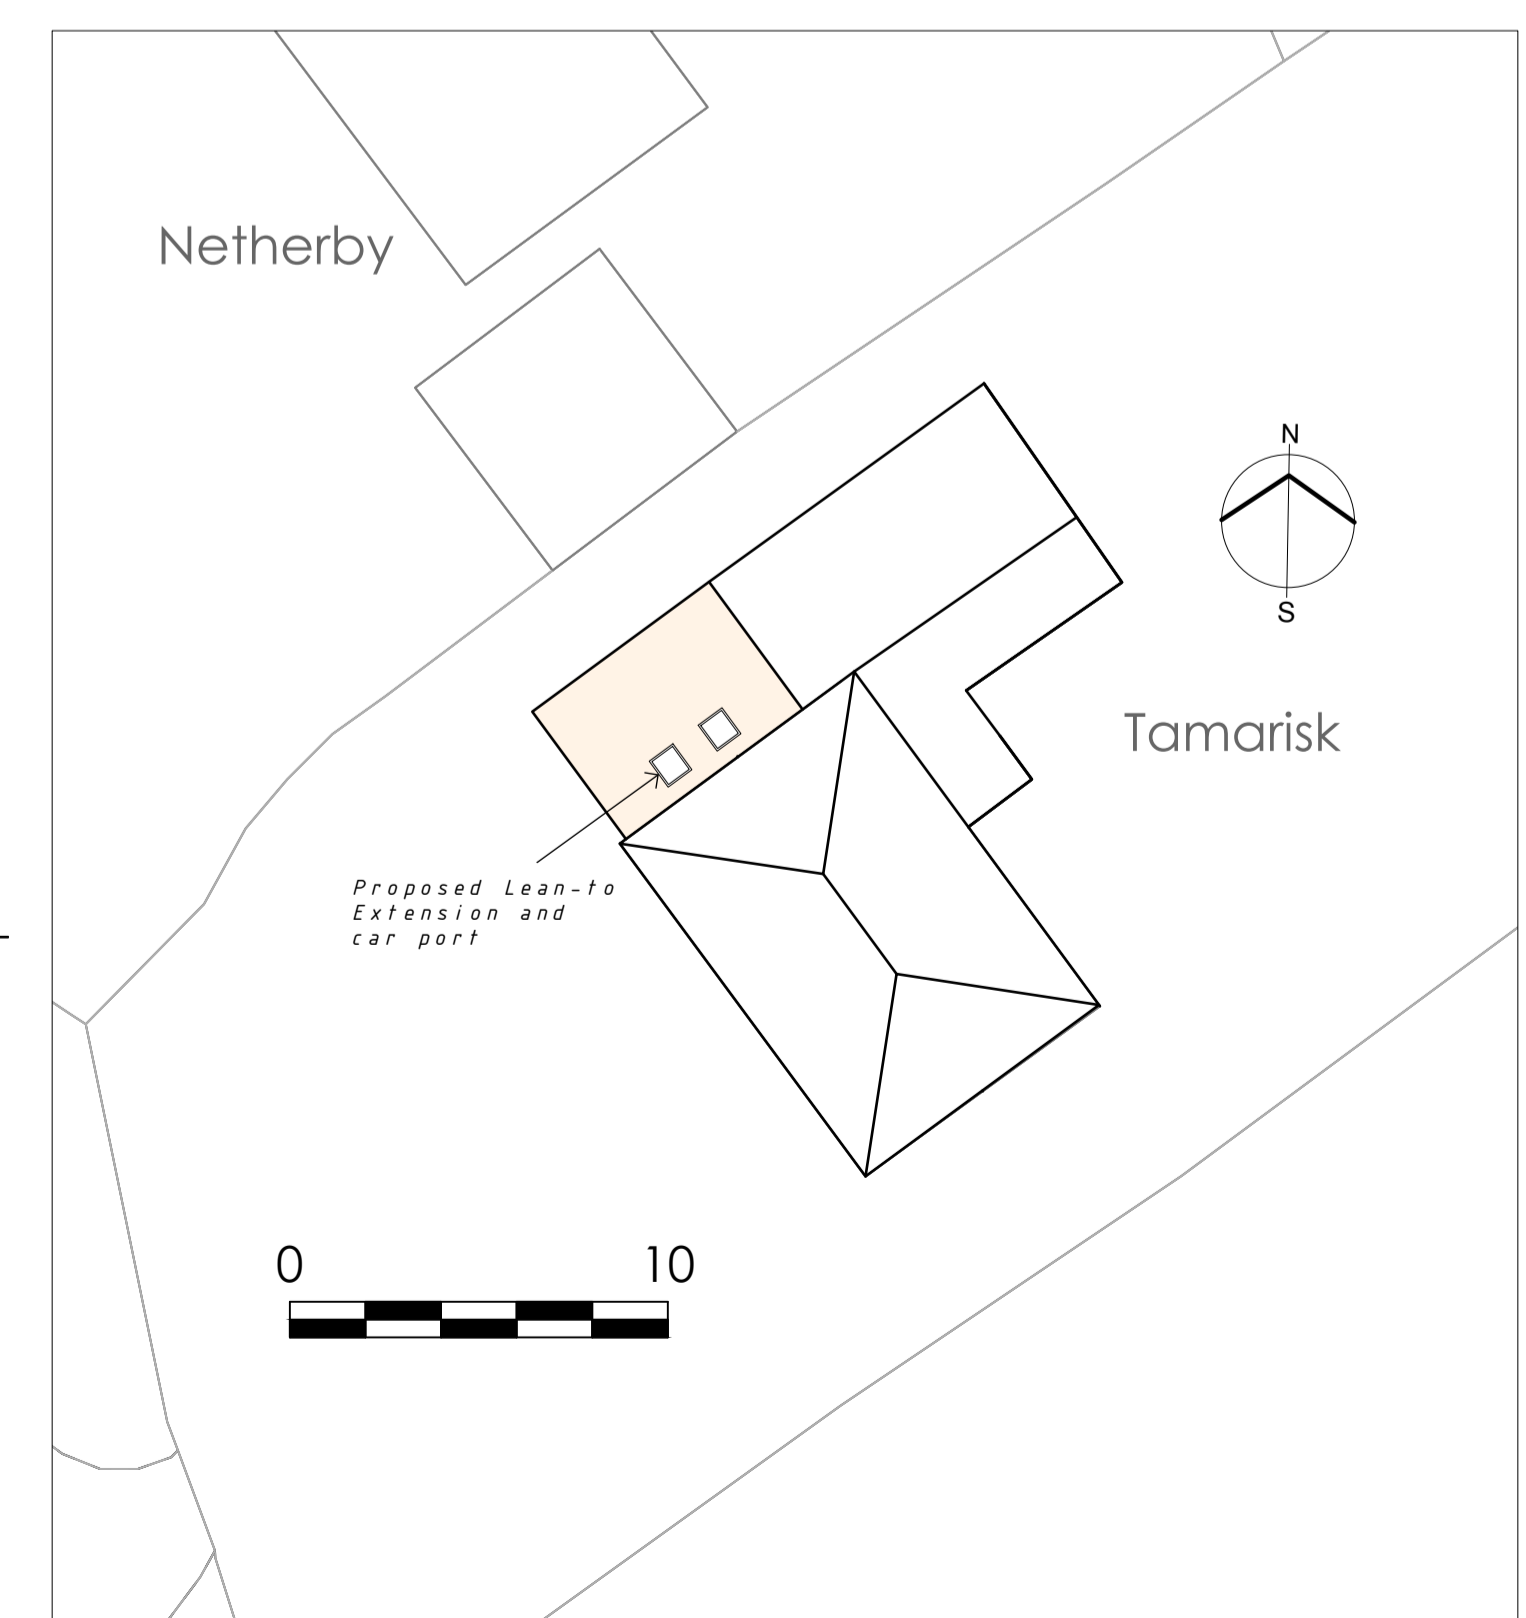 Netherby
N
S
Tamarisk
Proposed Lean-to
Extension and
car port
0 10